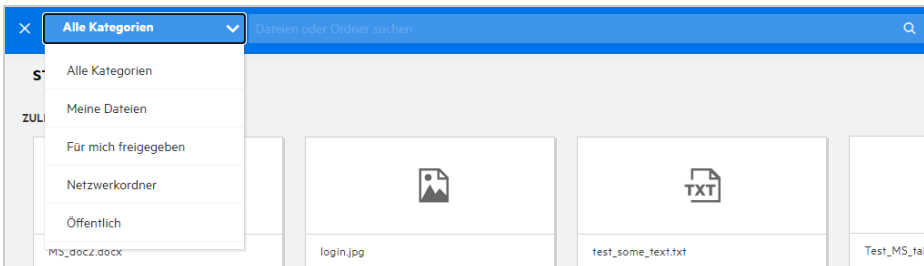 Alle Kategorien
Dateien oder Ordner suchen
Alle Kategorien
Meine Dateien
Für mich freigegeben
Netzwerkordner
Öffentlich
TXT
MS_doc2.docx
login.jpg
test_some_text.txt